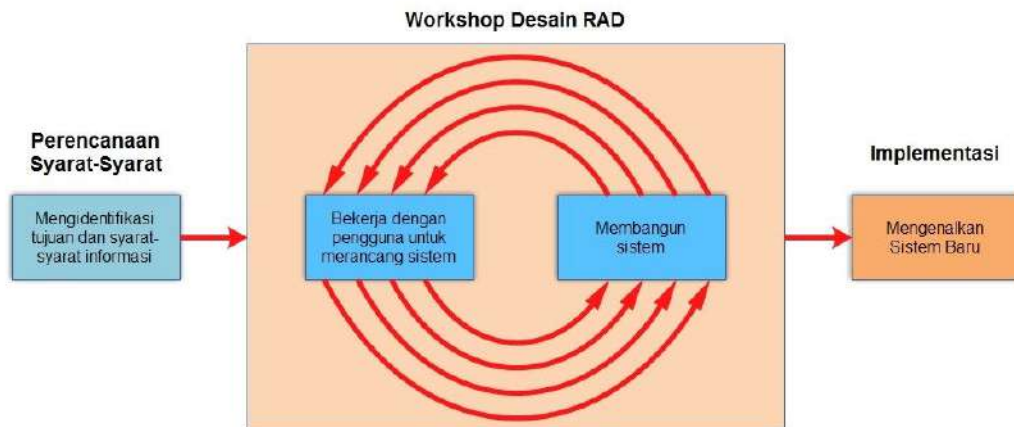 Workshop Desain RAD
Perencanaan
Syarat-Syarat
Mengidentifikasi
tujuan dan syarat-
syarat informasi
Bekerja dengan
pengguna untuk
merancang sistem
Membangun
sistem
Implementasi
Mengenalkan
Sistem Baru